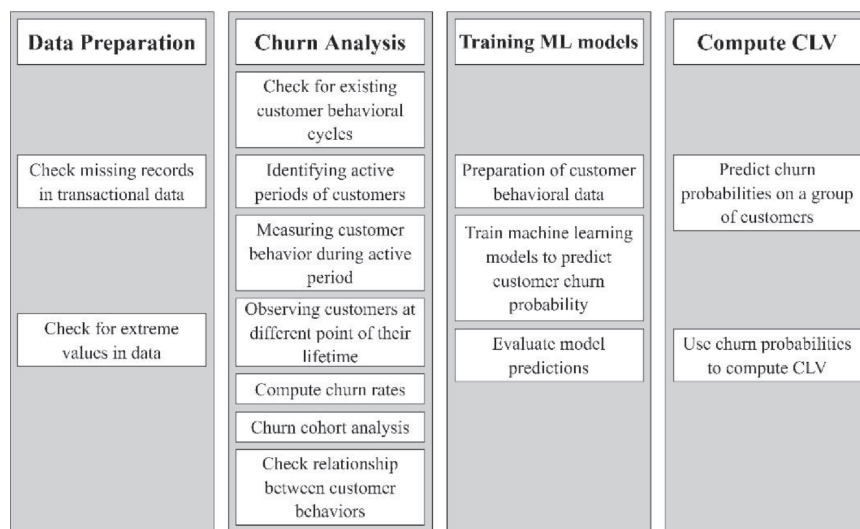 Data Preparation
Check missing records
in transactional data
Check for extreme
values in data
Churn Analysis
Check for existing
customer behavioral
cycles
Identifying active
periods of customers
Measuring customer
behavior during active
period
Observing customers at
different point of their
lifetime
Compute churn rates
Churn cohort analysis
Check relationship
between customer
behaviors
Training ML models
Preparation of customer
behavioral data
Train machine learning
models to predict
customer churn
probability
Evaluate model
predictions
Compute CLV
Predict churn
probabilities on a group
of customers
Use churn probabilities
to compute CLV